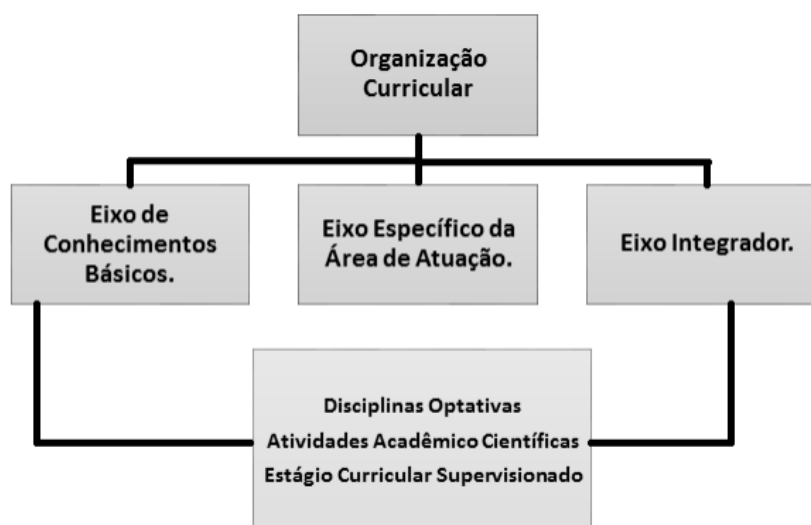 Organização
Curricular
Eixo de
Conhecimentos
Básicos.
Eixo Específico da
Área de Atuação.
Eixo Integrador.
Disciplinas Optativas
Atividades Acadêmico Científicas
Estágio Curricular Supervisionado